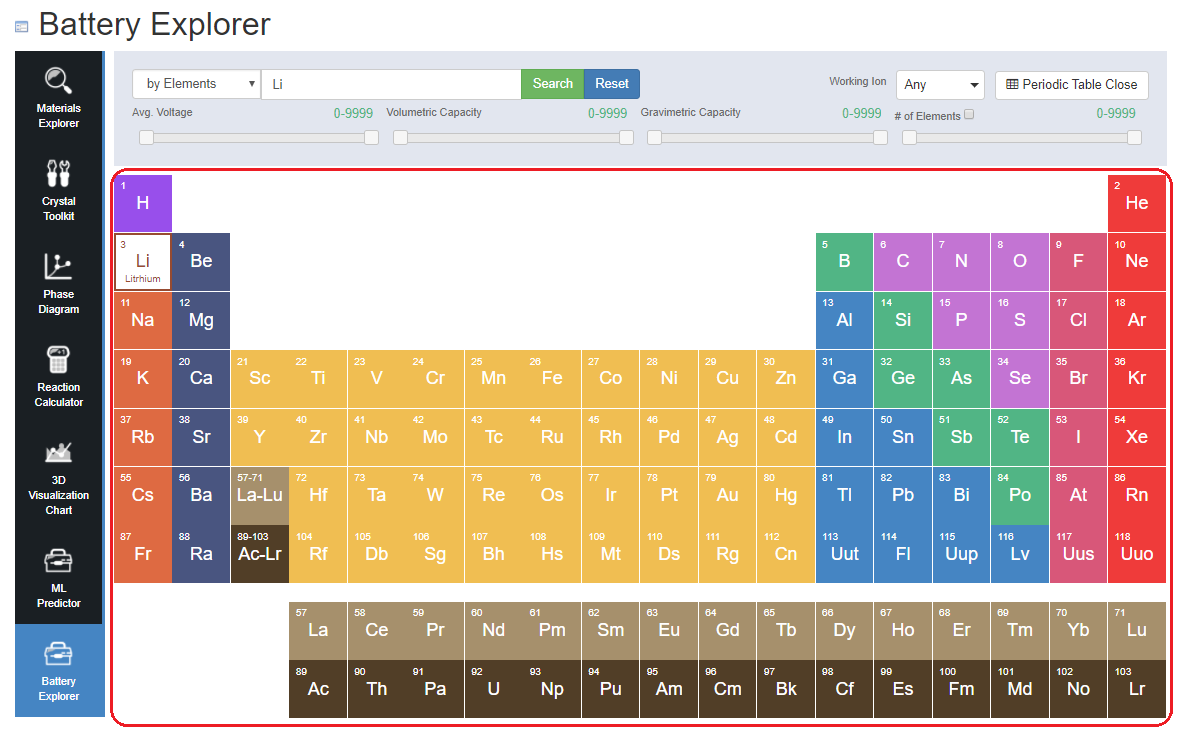 Battery Explorer
Materials
Explorer
Crystal
Toolkit
Phase
Diagram
Reaction
Calculator
3D
Visualization
Chart
ML
Predictor
Battery
Explorer
by Elements Li Search Reset Working Ion Any Periodic Table Close
Avg. Voltage 0-9999 Volumetric Capacity 0-9999 Gravimetric Capacity 0-9999 # of Elements 0-9999
1 2
H He
3 4 5 6 7 8 9 10
Li Be B C N O F Ne
Litrhium
11 12 13 14 15 16 17 18
Na Mg Al Si P S Cl Ar
19 20 21 22 23 24 25 26 27 28 29 30 31 32 33 34 35 36
K Ca Sc Ti V Cr Mn Fe Co Ni Cu Zn Ga Ge As Se Br Kr
37 38 39 40 41 42 43 44 45 46 47 48 49 50 51 52 53 54
Rb Sr Y Zr Nb Mo Tc Ru Rh Pd Ag Cd In Sn Sb Te I Xe
55 56 57-71 72 73 74 75 76 77 78 79 80 81 82 83 84 85 86
Cs Ba La-Lu Hf Ta W Re Os Ir Pt Au Hg Tl Pb Bi Po At Rn
87 88 89-103 104 105 106 107 108 109 110 111 112 113 114 115 116 117 118
Fr Ra Ac-Lr Rf Db Sg Bh Hs Mt Ds Rg Cn Uut Fl Uup Lv Uus Uuo
57 58 59 60 61 62 63 64 65 66 67 68 69 70 71
La Ce Pr Nd Pm Sm Eu Gd Tb Dy Ho Er Tm Yb Lu
89 90 91 92 93 94 95 96 97 98 99 100 101 102 103
Ac Th Pa U Np Pu Am Cm Bk Cf Es Fm Md No Lr